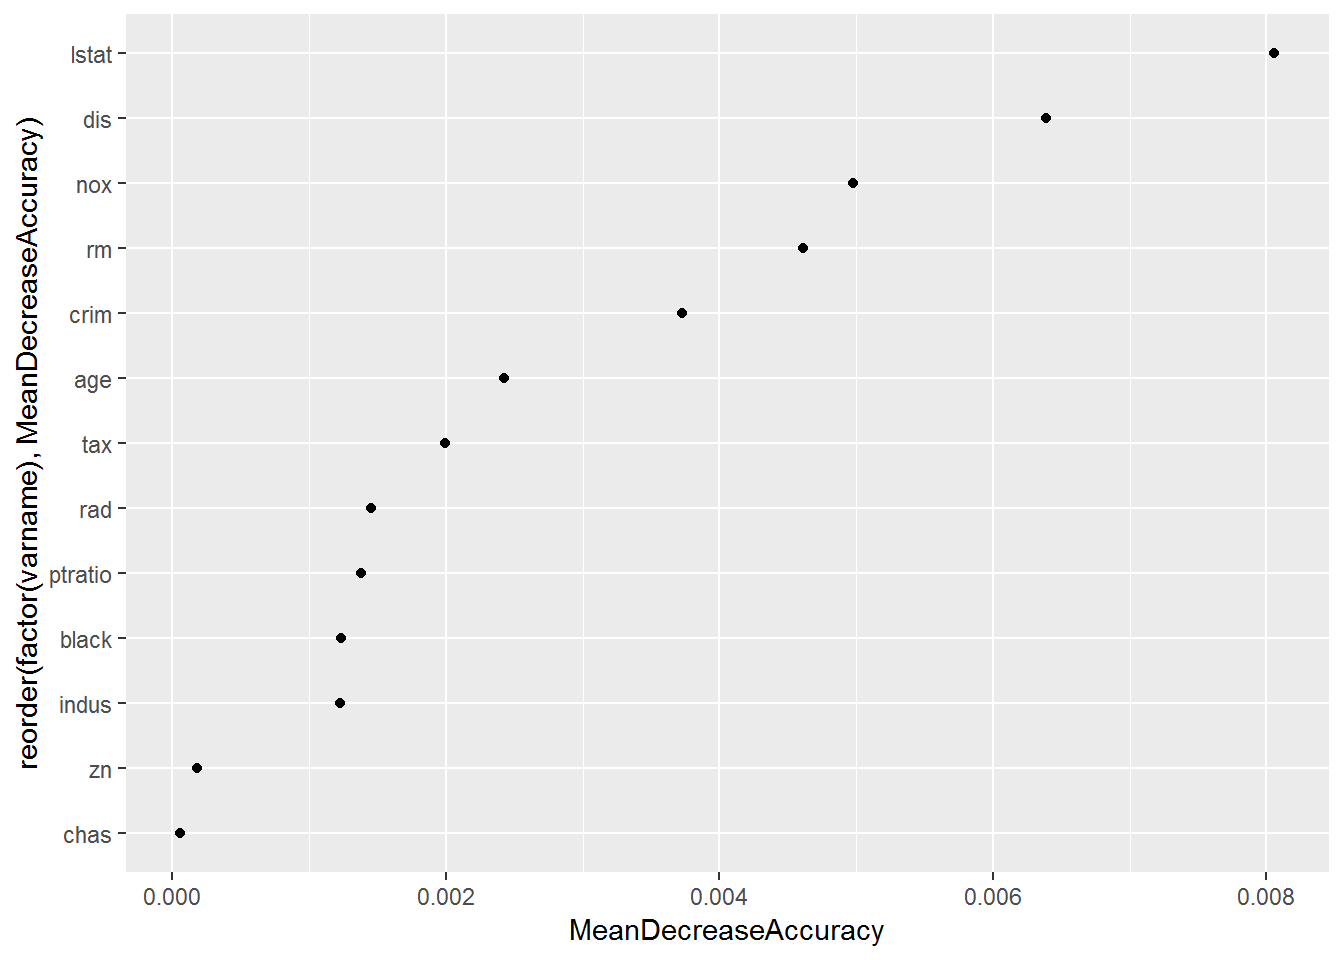 reorder(factor(varname), MeanDecreaseAccuracy)
lstat
dis
nox
rm
crim
age
tax
rad
ptratio
black
indus
zn
chas
0.000 0.002 0.004 0.006 0.008
MeanDecreaseAccuracy